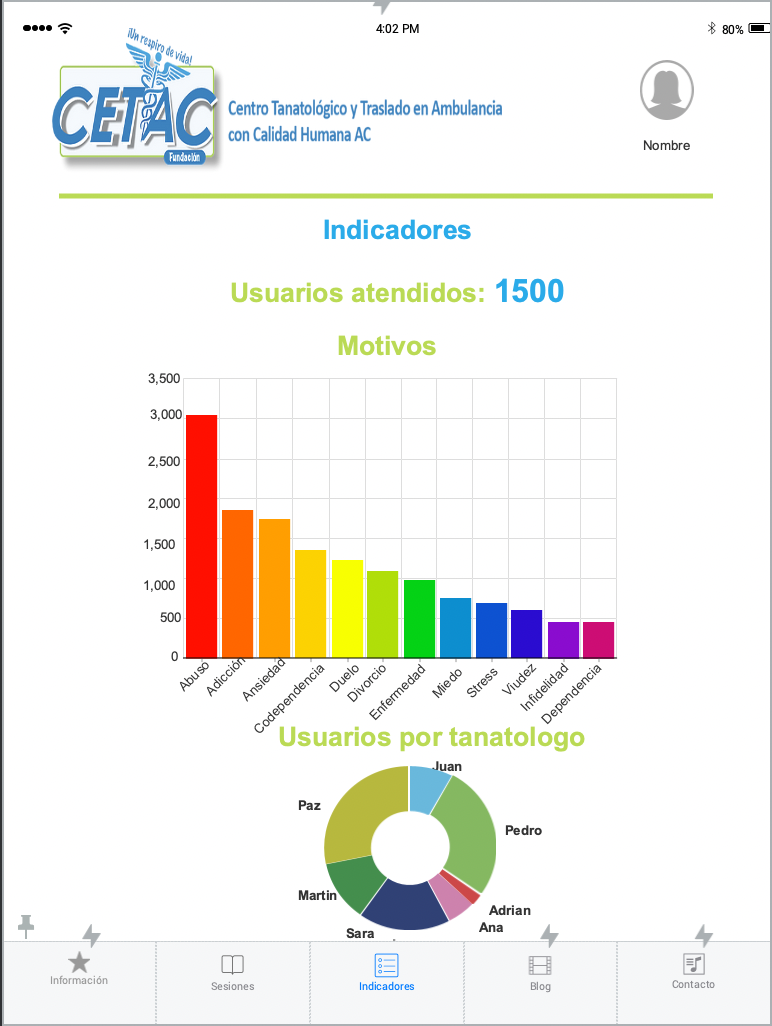 4:02 PM
80%
¡Un respiro de vida!
CETAC
Fundación
Centro Tanatológico y Traslado en Ambulancia
con Calidad Humana AC
Nombre
Indicadores
Usuarios atendidos: 1500
Motivos
3,500
3,000
2,500
2,000
1,500
1,000
500
0
Abuso
Adicción
Ansiedad
Codependencia
Duelo
Divorcio
Enfermedad
Miedo
Stress
Viudez
Infidelidad
Dependencia
Usuarios por tanatologo
Juan
Paz
Pedro
Martin
Adrian
Ana
Sara
Información
Sesiones
Indicadores
Blog
Contacto